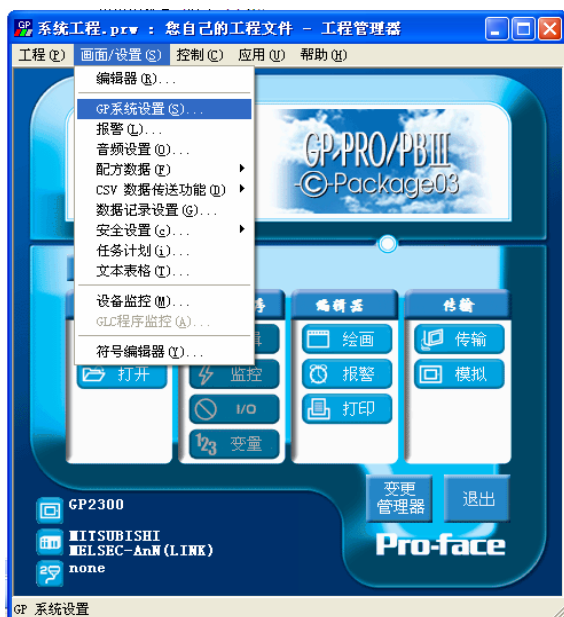 系统工程.prw : 您自己的工程文件 - 工程管理器
工程(P) 画面/设置(S) 控制(C) 应用(U) 帮助(H)
编辑器(R)...
GP系统设置(S)...
报警(L)...
音频设置(O)...
配方数据(F)
CSV 数据传送功能(D)
数据记录设置(G)...
安全设置(c)...
任务计划(i)...
文本表格(T)...
设备监控(M)...
GLC程序监控(A)...
符号编辑器(Y)...
GP-PRO/PBIII
-C-Package03
序 编辑器 传输
辑 绘画 传输
打开 监控 报警 模拟
I/O 打印
123 变量
变更
管理器
退出
GP2300
MITSUBISHI
MELSEC-AnN(LINK)
none
Pro-face
GP 系统设置